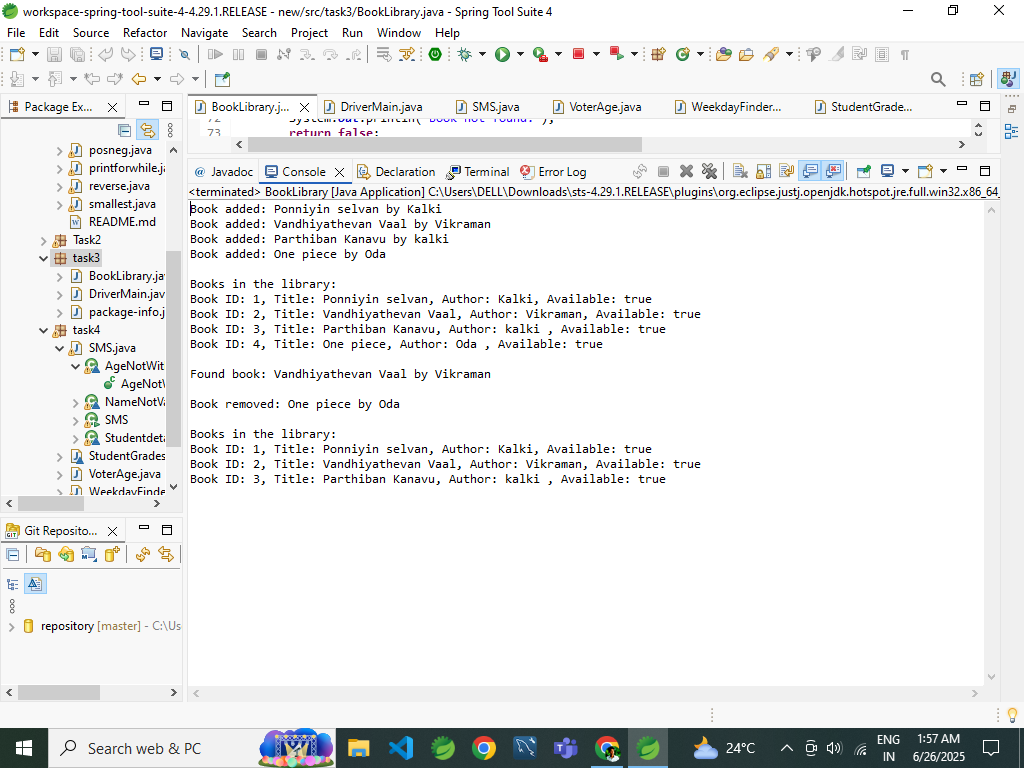 workspace-spring-tool-suite-4-4.29.1.RELEASE - new/src/task3/BookLibrary.java - Spring Tool Suite 4
File Edit Source Refactor Navigate Search Project Run Window Help
Package Ex...
BookLibrary.j... DriverMain.java SMS.java VoterAge.java WeekdayFinder... StudentGrade...
73 return false;
posneg.java
printforwhile.ja
reverse.java
smallest.java
README.md
Task2
task3
BookLibrary.jav
DriverMain.jav
package-info.j
task4
SMS.java
AgeNotWit
AgeNotV
NameNotVa
SMS
Studentdeta
StudentGrades
VoterAge.java
WeekdayFinde
@ Javadoc Console Declaration Terminal Error Log
<terminated> BookLibrary [Java Application] C:\Users\DELL\Downloads\sts-4.29.1.RELEASE\plugins\org.eclipse.justj.openjdk.hotspot.jre.full.win32.x86_64_
Book added: Ponniyin selvan by Kalki
Book added: Vandhiyathevan Vaal by Vikraman
Book added: Parthiban Kanavu by kalki
Book added: One piece by Oda
Books in the library:
Book ID: 1, Title: Ponniyin selvan, Author: Kalki, Available: true
Book ID: 2, Title: Vandhiyathevan Vaal, Author: Vikraman, Available: true
Book ID: 3, Title: Parthiban Kanavu, Author: kalki , Available: true
Book ID: 4, Title: One piece, Author: Oda , Available: true
Found book: Vandhiyathevan Vaal by Vikraman
Book removed: One piece by Oda
Books in the library:
Book ID: 1, Title: Ponniyin selvan, Author: Kalki, Available: true
Book ID: 2, Title: Vandhiyathevan Vaal, Author: Vikraman, Available: true
Book ID: 3, Title: Parthiban Kanavu, Author: kalki , Available: true
Git Reposito...
repository [master] - C:\Us
Search web & PC
24°C
ENG
IN
1:57 AM
6/26/2025